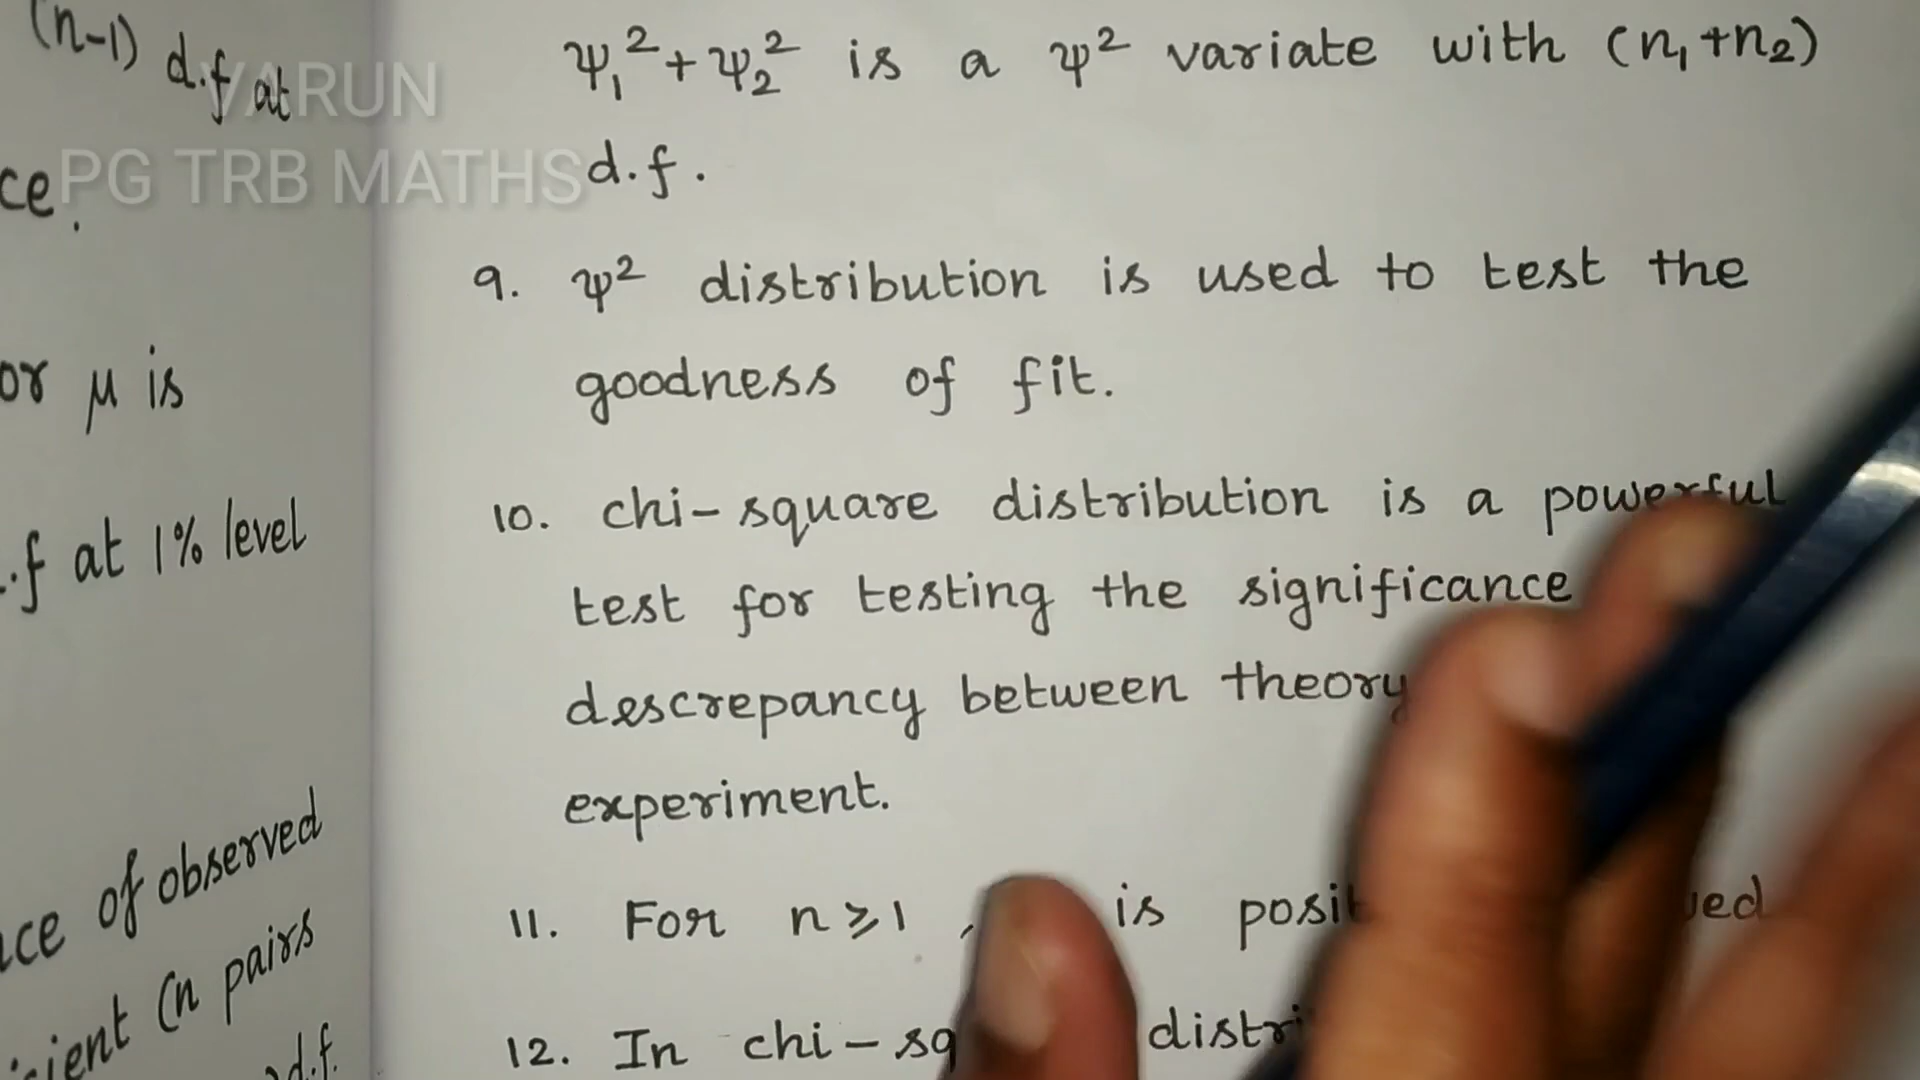 (n-1) d.f at
ce.
or μ is
.f at 1% level
ce of observed
cient (n pairs
d.f.
VARUN
PG TRB MATHS
ψ₁² + ψ₂² is a ψ² variate with (n₁+n₂)
d.f.
9. ψ² distribution is used to test the
goodness of fit.
10. chi-square distribution is a powerful
test for testing the significance
descrepancy between theory
experiment.
11. For n ≥ 1, is
12. In chi-